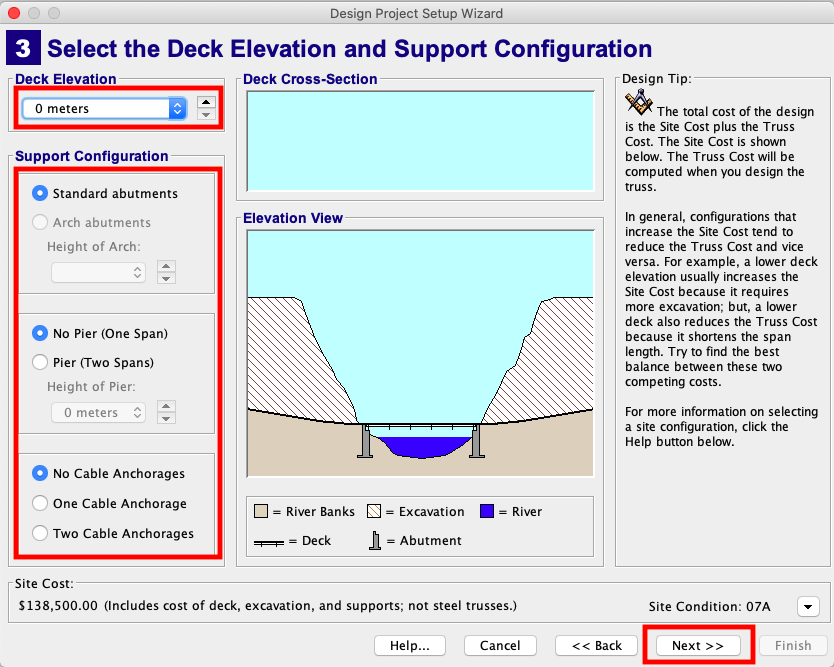 Design Project Setup Wizard
3 Select the Deck Elevation and Support Configuration
Deck Elevation
0 meters
Support Configuration
Standard abutments
Arch abutments
Height of Arch:
No Pier (One Span)
Pier (Two Spans)
Height of Pier:
0 meters
No Cable Anchorages
One Cable Anchorage
Two Cable Anchorages
Deck Cross-Section
Elevation View
= River Banks = Excavation = River
= Deck = Abutment
Design Tip:
The total cost of the design
is the Site Cost plus the Truss
Cost. The Site Cost is shown
below. The Truss Cost will be
computed when you design the
truss.
In general, configurations that
increase the Site Cost tend to
reduce the Truss Cost and vice
versa. For example, a lower deck
elevation usually increases the
Site Cost because it requires
more excavation; but, a lower
deck also reduces the Truss Cost
because it shortens the span
length. Try to find the best
balance between these two
competing costs.
For more information on selecting
a site configuration, click the
Help button below.
Site Cost:
$138,500.00 (Includes cost of deck, excavation, and supports; not steel trusses.)
Site Condition: 07A
Help... Cancel << Back Next >> Finish